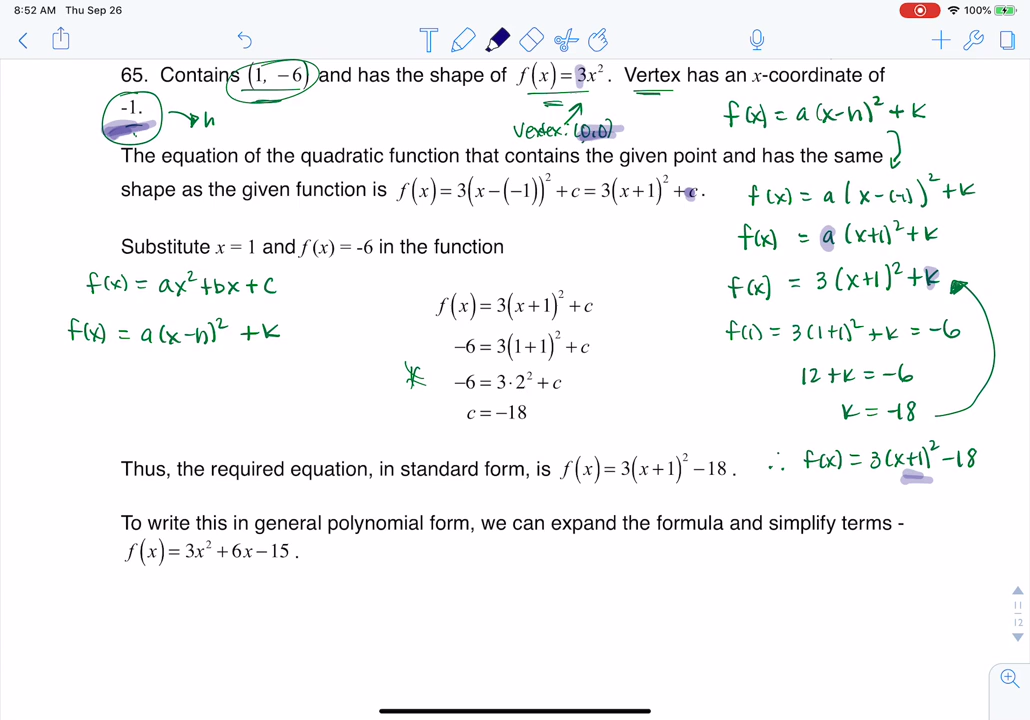 8:52 AM Thu Sep 26
100%
65. Contains (1, −6) and has the shape of f(x) = 3x². Vertex has an x-coordinate of
-1.
→ h
Vertex: (0,0)
f(x) = a(x-h)² + k
The equation of the quadratic function that contains the given point and has the same
shape as the given function is f(x) = 3(x − (−1))² + c = 3(x+1)² + c.
f(x) = a(x-(-1))² + k
f(x) = a(x+1)² + k
Substitute x = 1 and f(x) = -6 in the function
f(x) = ax² + bx + c
f(x) = a(x-h)² + k
f(x) = 3(x+1)² + c
−6 = 3(1+1)² + c
−6 = 3·2² + c
c = −18
f(x) = 3(x+1)² + k
f(1) = 3(1+1)² + k = -6
12 + k = -6
k = -18
Thus, the required equation, in standard form, is f(x) = 3(x+1)² − 18.
∴ f(x) = 3(x+1)² - 18
To write this in general polynomial form, we can expand the formula and simplify terms -
f(x) = 3x² + 6x − 15.
11
12